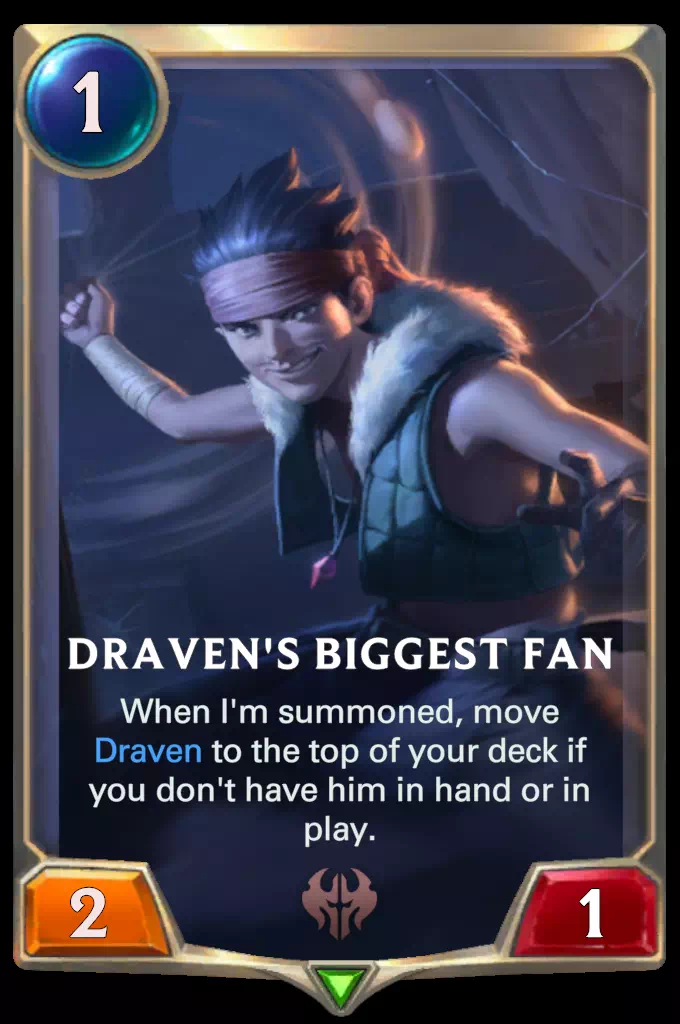 1
DRAVEN'S BIGGEST FAN
When I'm summoned, move
Draven to the top of your deck if
you don't have him in hand or in
play.
2
1